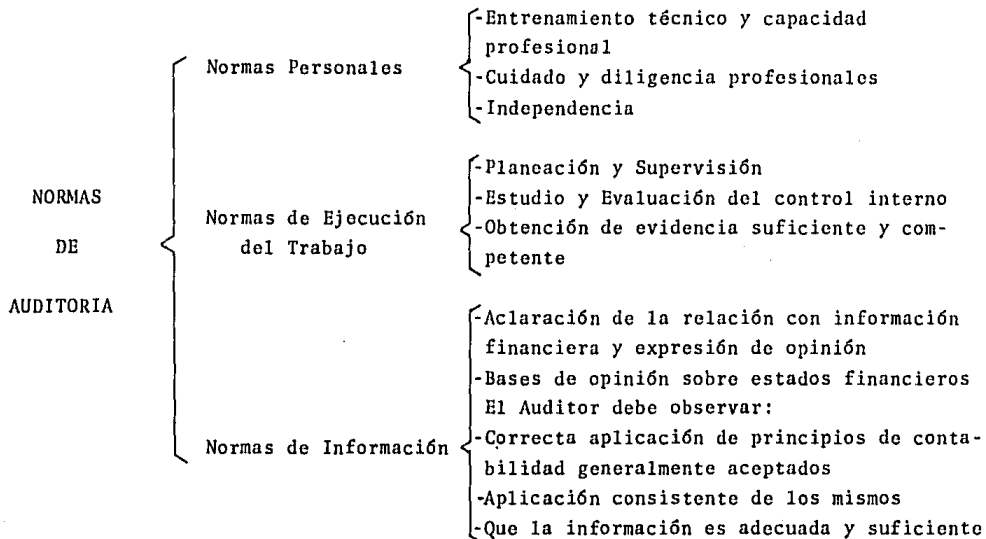 NORMAS
DE
AUDITORIA
Normas Personales
-Entrenamiento técnico y capacidad
profesional
-Cuidado y diligencia profesionales
-Independencia
Normas de Ejecución
del Trabajo
-Planeación y Supervisión
-Estudio y Evaluación del control interno
-Obtención de evidencia suficiente y com-
petente
Normas de Información
-Aclaración de la relación con información
financiera y expresión de opinión
-Bases de opinión sobre estados financieros
El Auditor debe observar:
-Correcta aplicación de principios de conta-
bilidad generalmente aceptados
-Aplicación consistente de los mismos
-Que la información es adecuada y suficiente